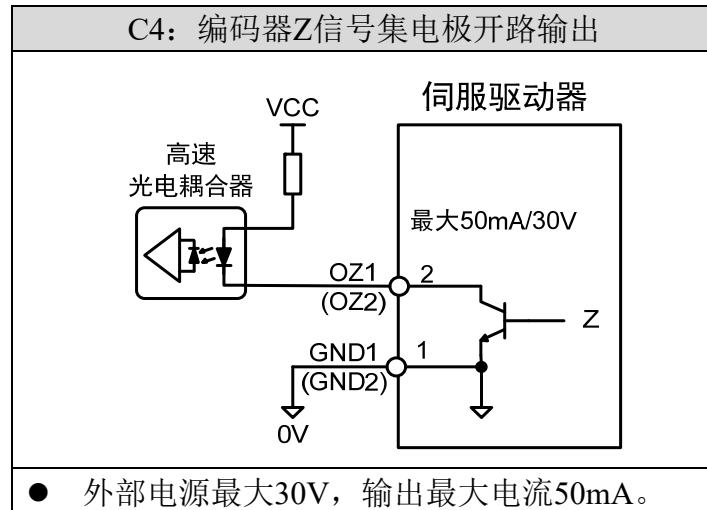 C4：编码器Z信号集电极开路输出
伺服驱动器
VCC
高速
光电耦合器
最大50mA/30V
OZ1
2
(OZ2)
Z
GND1
1
(GND2)
0V
● 外部电源最大30V，输出最大电流50mA。